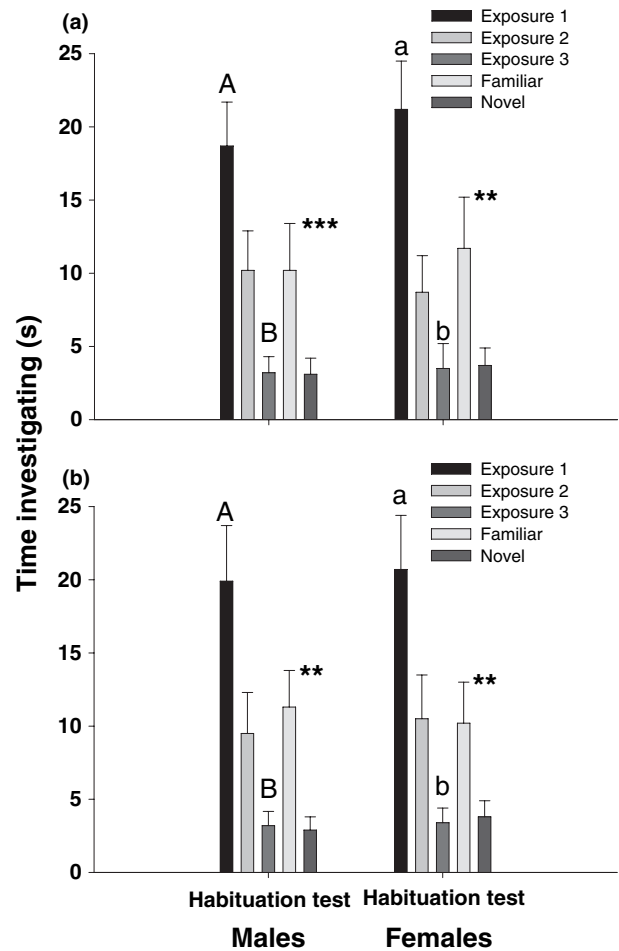 (a)
Exposure 1
Exposure 2
Exposure 3
Familiar
Novel
25
20
15
10
5
0
A
B
***
a
b
**
Time investigating (s)
(b)
Exposure 1
Exposure 2
Exposure 3
Familiar
Novel
25
20
15
10
5
0
A
B
**
a
b
**
Habituation test
Habituation test
Males
Females